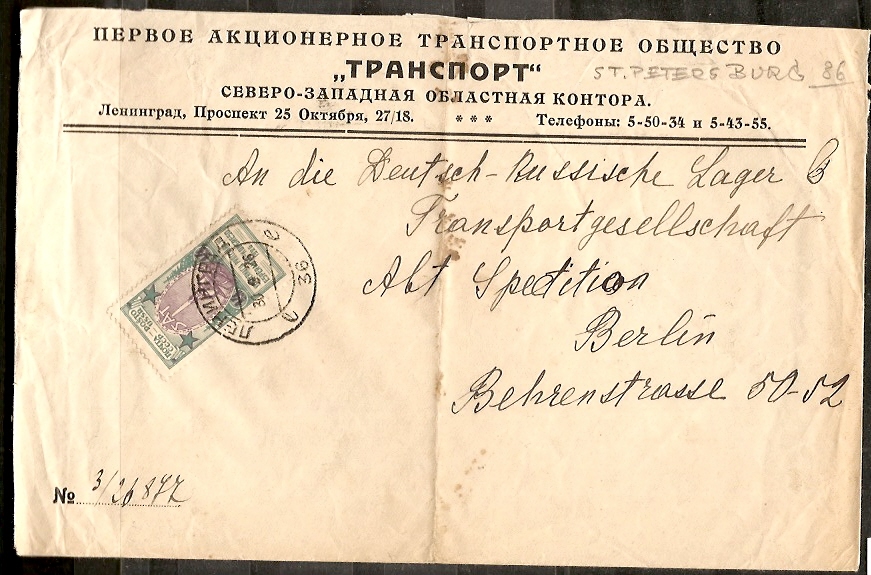 ПЕРВОЕ АКЦИОНЕРНОЕ ТРАНСПОРТНОЕ ОБЩЕСТВО
„ТРАНСПОРТ“
ST. PETERSBURG 86
СЕВЕРО-ЗАПАДНАЯ ОБЛАСТНАЯ КОНТОРА.
Ленинград, Проспект 25 Октября, 27/18. * * * Телефоны: 5-50-34 и 5-43-55.
An die Deutsch-Russische Lager &
Transportgesellschaft
Abt Spedition
Berlin
Behrenstrasse 50-52
ЛЕНИНГРАД
36
№ 3/26877